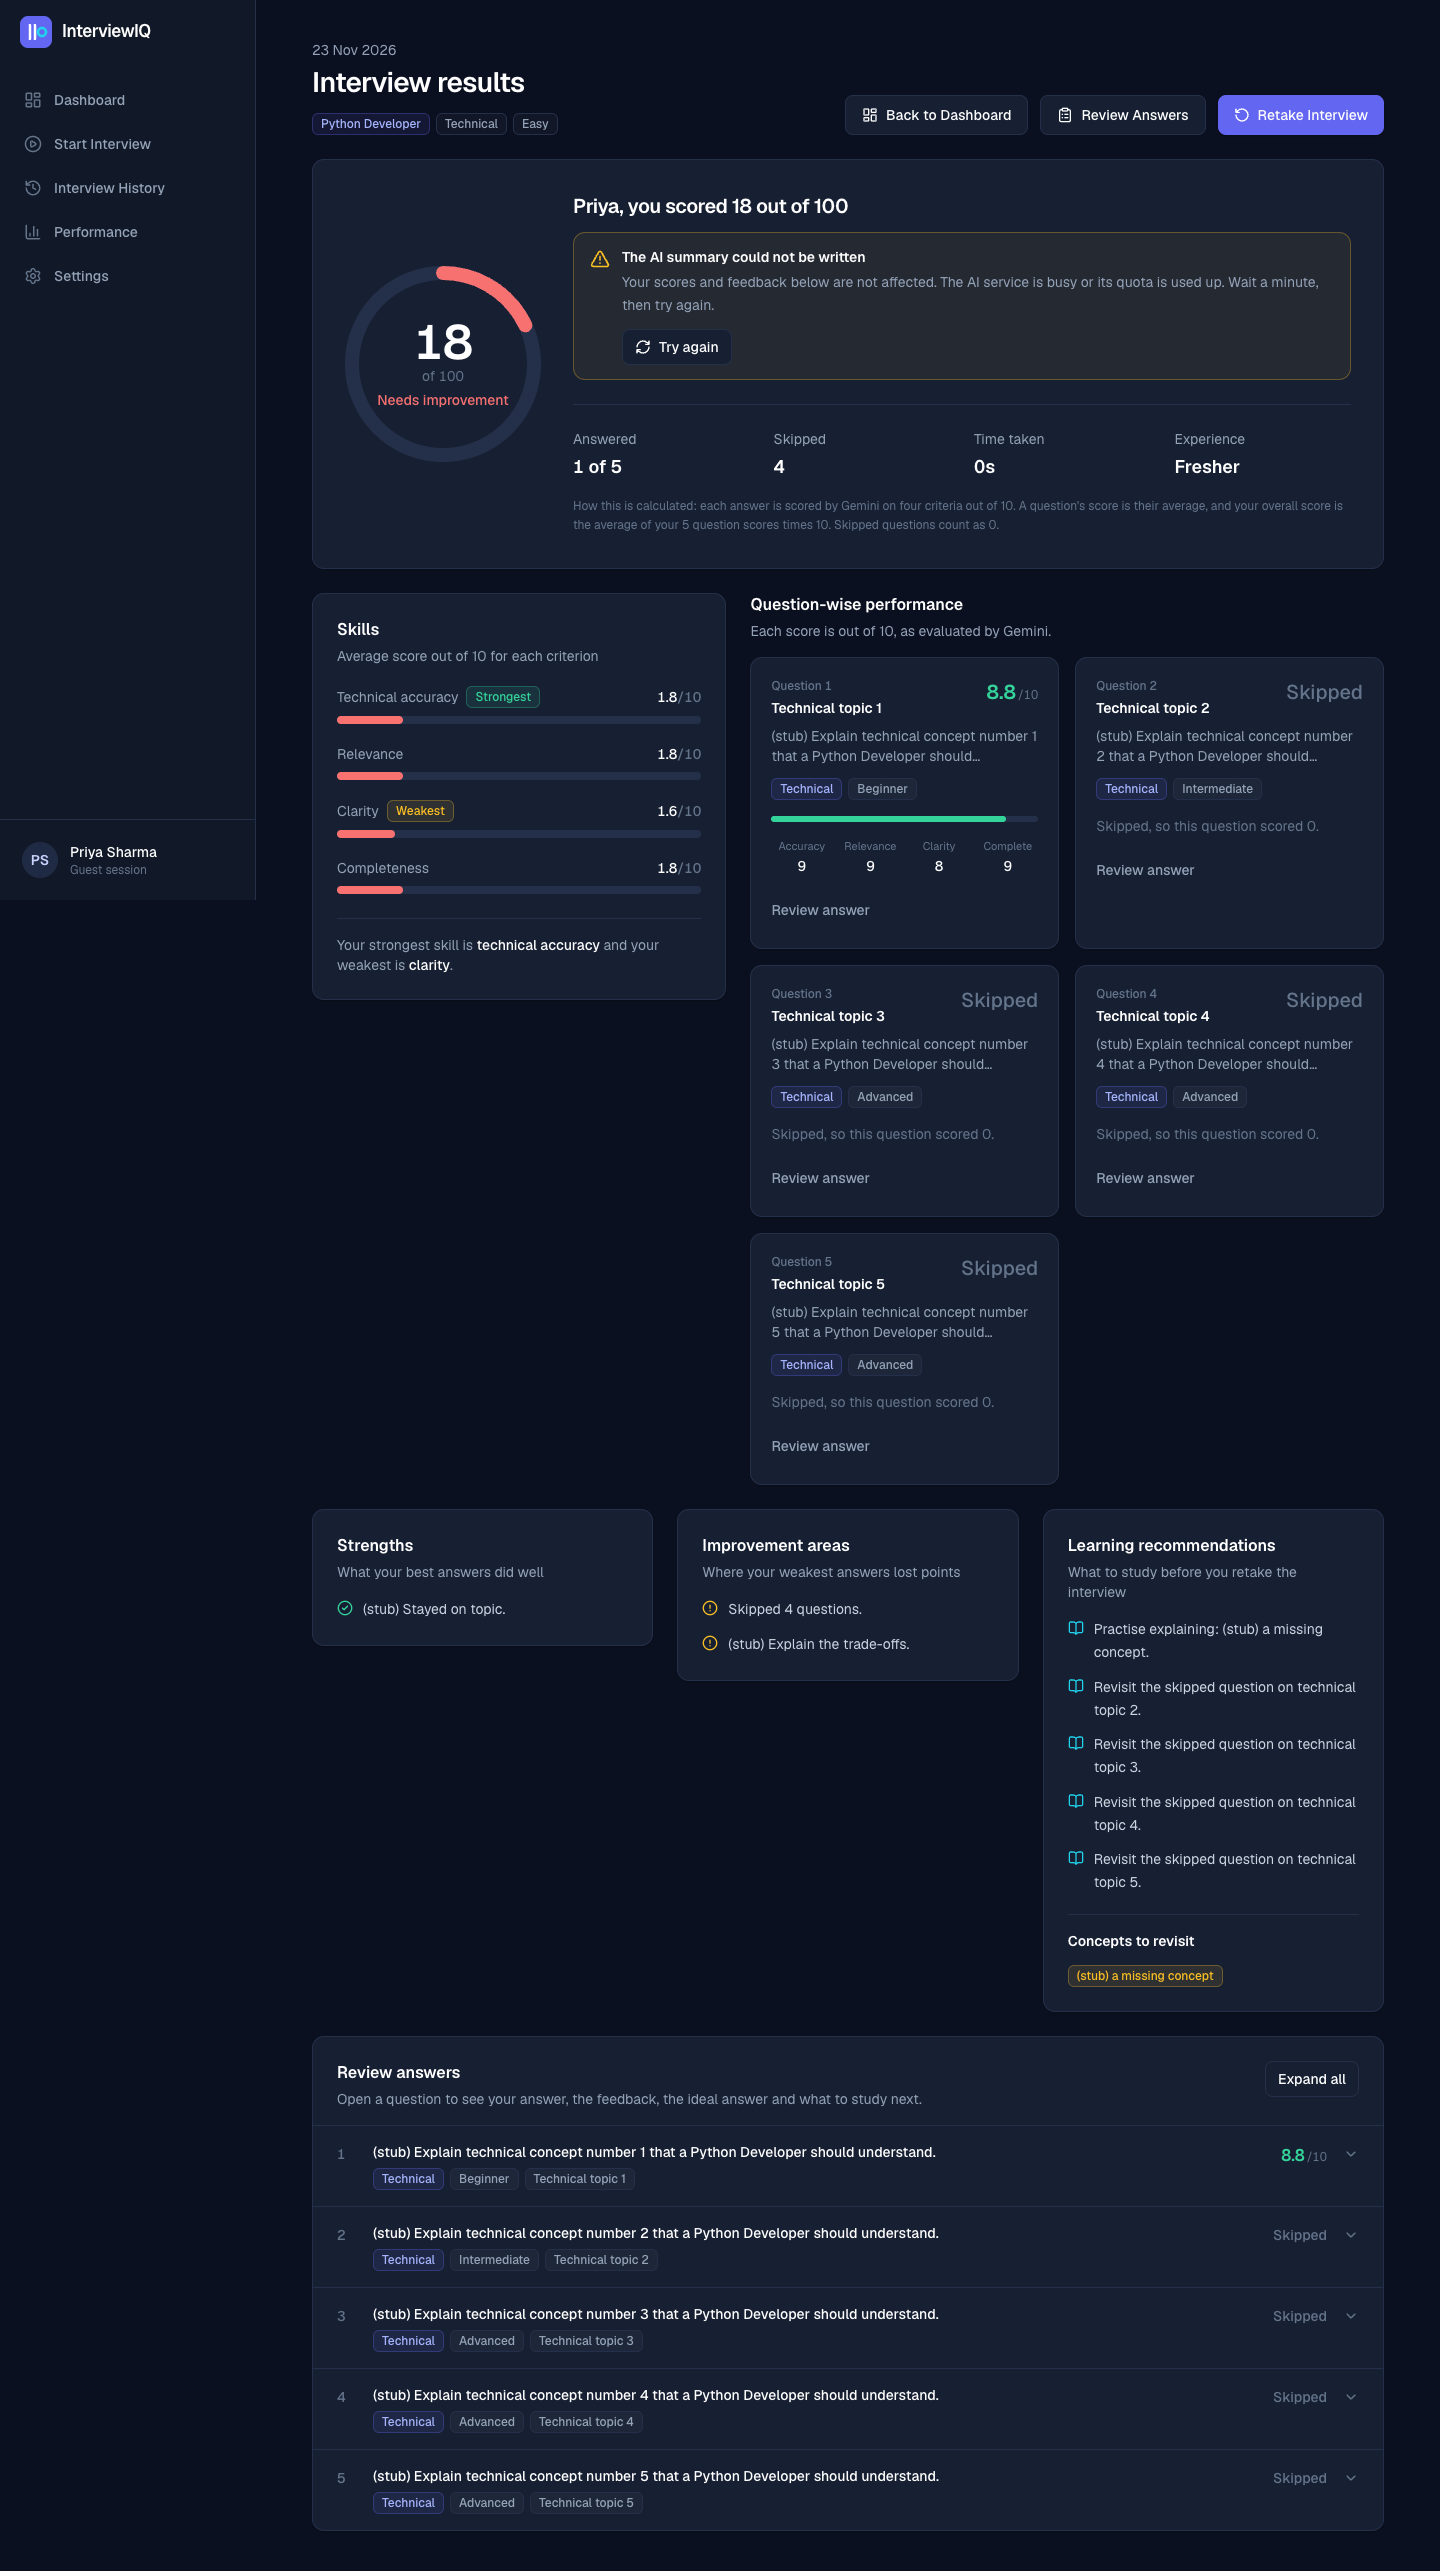 InterviewIQ
Dashboard
Start Interview
Interview History
Performance
Settings
PS
Priya Sharma
Guest session
23 Nov 2026
Interview results
Python Developer
Technical
Easy
Back to Dashboard
Review Answers
Retake Interview
18
of 100
Needs improvement
Priya, you scored 18 out of 100
The AI summary could not be written
Your scores and feedback below are not affected. The AI service is busy or its quota is used up. Wait a minute,
then try again.
Try again
Answered
1 of 5
Skipped
4
Time taken
0s
Experience
Fresher
How this is calculated: each answer is scored by Gemini on four criteria out of 10. A question's score is their average, and your overall score is
the average of your 5 question scores times 10. Skipped questions count as 0.
Skills
Average score out of 10 for each criterion
Technical accuracy
Strongest
1.8/10
Relevance
1.8/10
Clarity
Weakest
1.6/10
Completeness
1.8/10
Your strongest skill is technical accuracy and your
weakest is clarity.
Question-wise performance
Each score is out of 10, as evaluated by Gemini.
Question 1
Technical topic 1
8.8/10
(stub) Explain technical concept number 1
that a Python Developer should…
Technical
Beginner
Accuracy
Relevance
Clarity
Complete
9
9
8
9
Review answer
Question 2
Technical topic 2
Skipped
(stub) Explain technical concept number
2 that a Python Developer should…
Technical
Intermediate
Skipped, so this question scored 0.
Review answer
Question 3
Technical topic 3
Skipped
(stub) Explain technical concept number
3 that a Python Developer should…
Technical
Advanced
Skipped, so this question scored 0.
Review answer
Question 4
Technical topic 4
Skipped
(stub) Explain technical concept number
4 that a Python Developer should…
Technical
Advanced
Skipped, so this question scored 0.
Review answer
Question 5
Technical topic 5
Skipped
(stub) Explain technical concept number
5 that a Python Developer should…
Technical
Advanced
Skipped, so this question scored 0.
Review answer
Strengths
What your best answers did well
(stub) Stayed on topic.
Improvement areas
Where your weakest answers lost points
Skipped 4 questions.
(stub) Explain the trade-offs.
Learning recommendations
What to study before you retake the
interview
Practise explaining: (stub) a missing
concept.
Revisit the skipped question on technical
topic 2.
Revisit the skipped question on technical
topic 3.
Revisit the skipped question on technical
topic 4.
Revisit the skipped question on technical
topic 5.
Concepts to revisit
(stub) a missing concept
Review answers
Open a question to see your answer, the feedback, the ideal answer and what to study next.
Expand all
1
(stub) Explain technical concept number 1 that a Python Developer should understand.
Technical
Beginner
Technical topic 1
8.8/10
2
(stub) Explain technical concept number 2 that a Python Developer should understand.
Technical
Intermediate
Technical topic 2
Skipped
3
(stub) Explain technical concept number 3 that a Python Developer should understand.
Technical
Advanced
Technical topic 3
Skipped
4
(stub) Explain technical concept number 4 that a Python Developer should understand.
Technical
Advanced
Technical topic 4
Skipped
5
(stub) Explain technical concept number 5 that a Python Developer should understand.
Technical
Advanced
Technical topic 5
Skipped